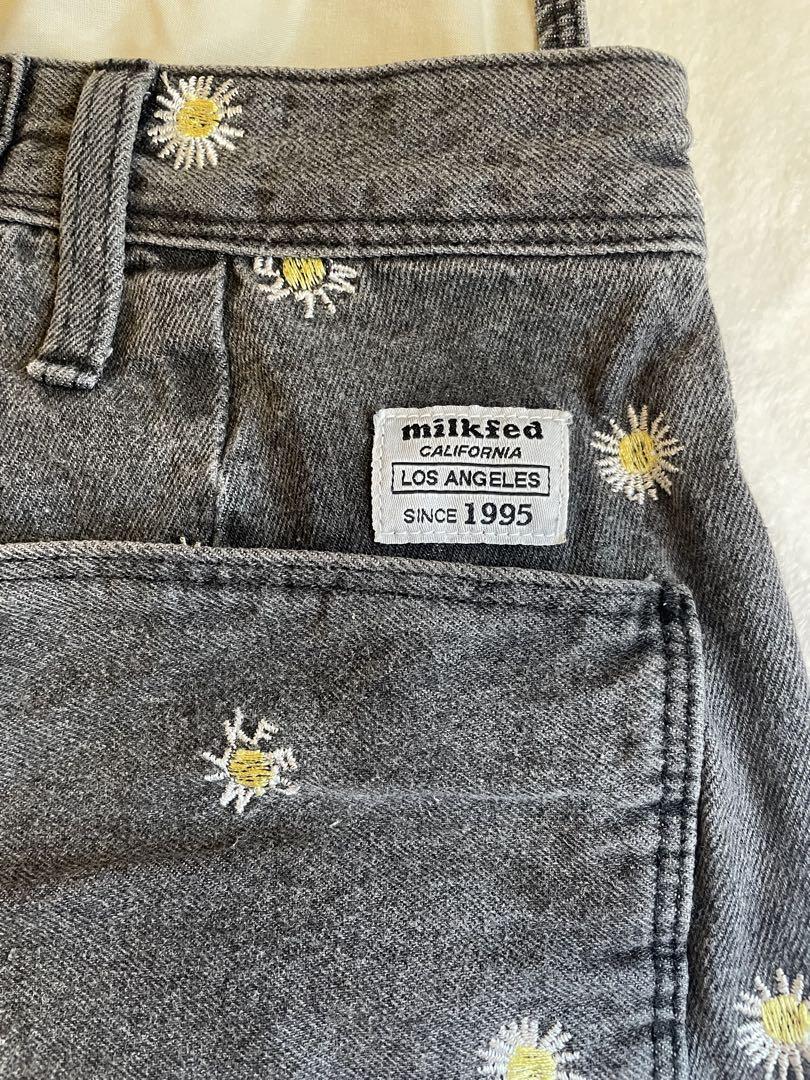 milkfed
CALIFORNIA
LOS ANGELES
SINCE 1995